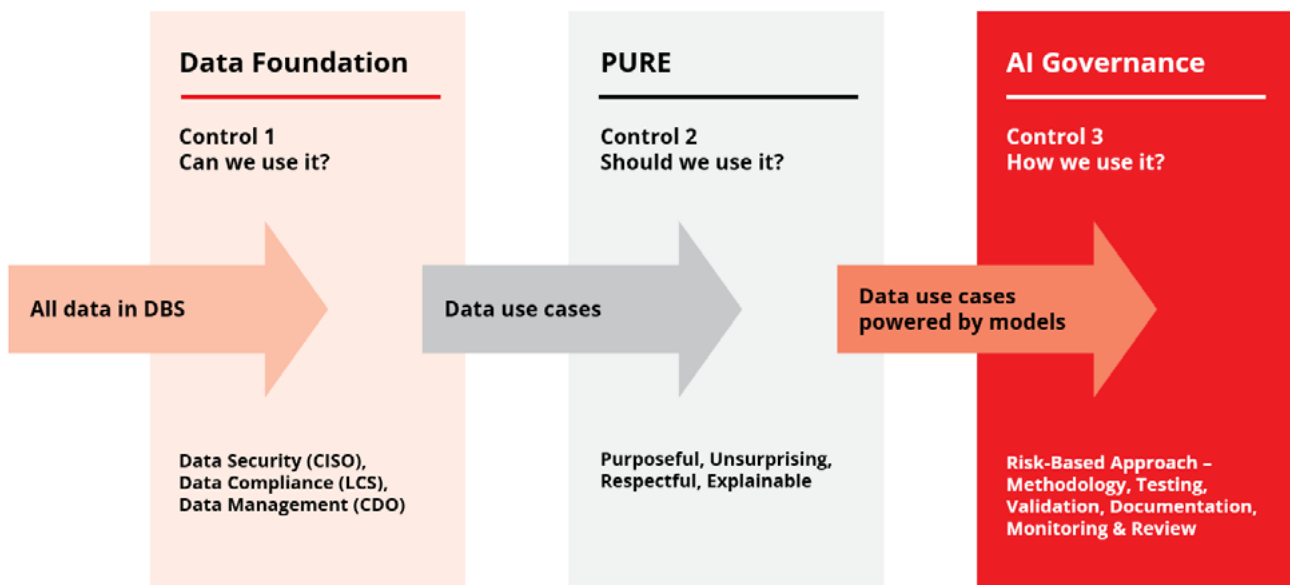 Data Foundation
Control 1
Can we use it?
All data in DBS
Data Security (CISO),
Data Compliance (LCS),
Data Management (CDO)
PURE
Control 2
Should we use it?
Data use cases
Purposeful, Unsurprising,
Respectful, Explainable
AI Governance
Control 3
How we use it?
Data use cases
powered by models
Risk-Based Approach –
Methodology, Testing,
Validation, Documentation,
Monitoring & Review